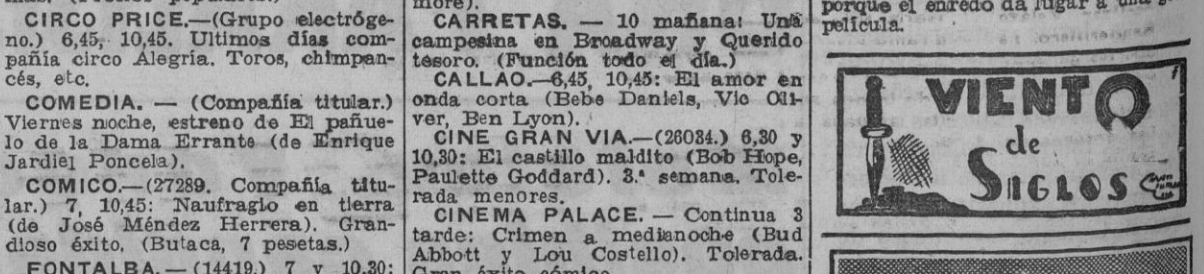 CIRCO PRICE.—(Grupo electróge-
no.) 6,45, 10,45. Ultimos días com-
pañía circo Alegría. Toros, chimpan-
cés, etc.
COMEDIA. — (Compañía titular.)
Viernes noche, estreno de El pañue-
lo de la Dama Errante (de Enrique
Jardiel Poncela).
COMICO.—(27289. Compañía titu-
lar.) 7, 10,45: Naufragio en tierra
(de José Méndez Herrera). Gran-
dioso éxito. (Butaca, 7 pesetas.)
FONTALBA.—(14419.) 7 y 10,30:
more).
CARRETAS. — 10 mañana: Una
campesina en Broadway y Querido
tesoro. (Función todo el día.)
CALLAO.—6,45, 10,45: El amor en
onda corta (Bebe Daniels, Vic Oli-
ver, Ben Lyon).
CINE GRAN VIA.—(26034.) 6,30 y
10,30: El castillo maldito (Bob Hope,
Paulette Goddard). 3.ª semana. Tole-
rada menores.
CINEMA PALACE. — Continua 3
tarde: Crimen a medianoche (Bud
Abbott y Lou Costello). Tolerada.
Gran éxito cómico.
porque el enredo da lugar a una
película.
VIENTO
de
SIGLOS